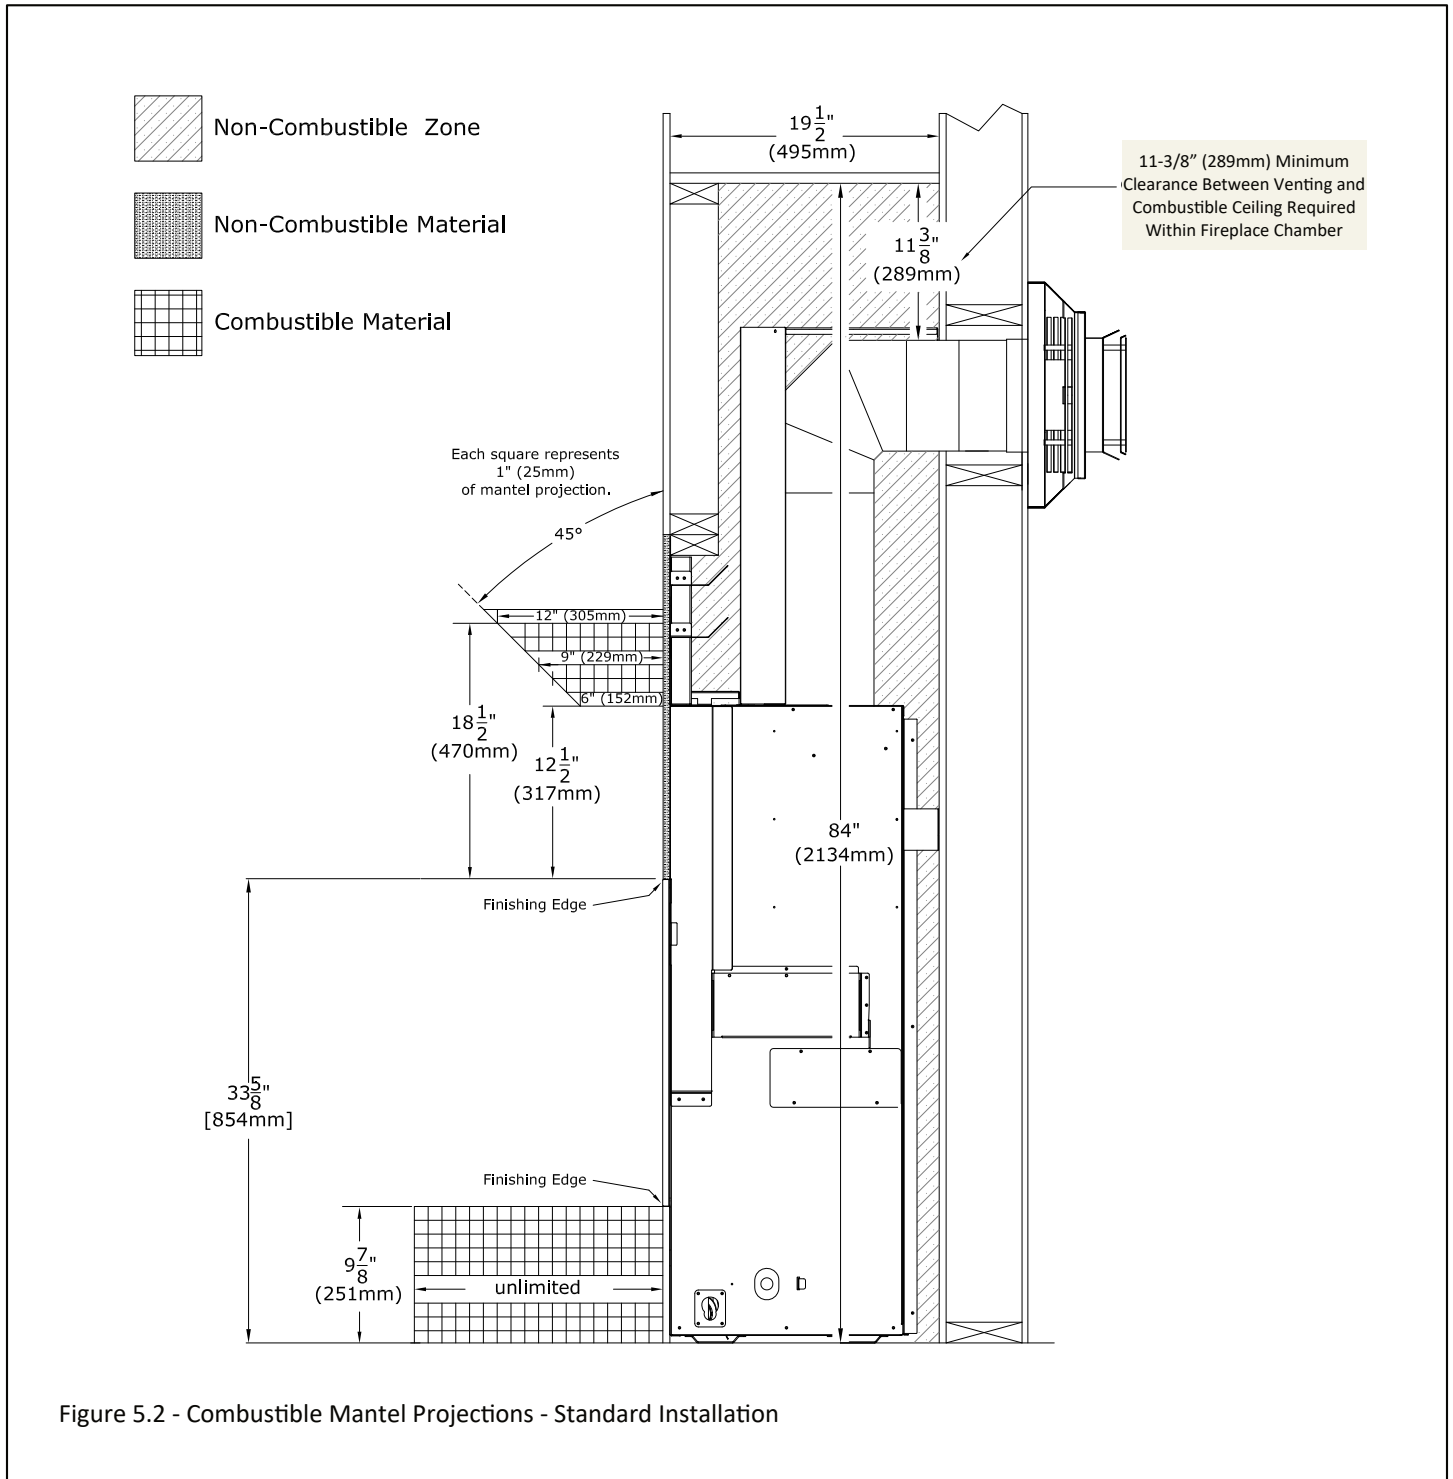 Non-Combustible Zone
Non-Combustible Material
Combustible Material
19 1/2"
(495mm)
11-3/8" (289mm) Minimum
Clearance Between Venting and
Combustible Ceiling Required
Within Fireplace Chamber
11 3/8"
(289mm)
Each square represents
1" (25mm)
of mantel projection.
45°
12" (305mm)
9" (229mm)
6" (152mm)
18 1/2"
(470mm)
12 1/2"
(317mm)
84"
(2134mm)
Finishing Edge
33 5/8"
[854mm]
Finishing Edge
9 7/8"
(251mm)
unlimited
Figure 5.2 - Combustible Mantel Projections - Standard Installation